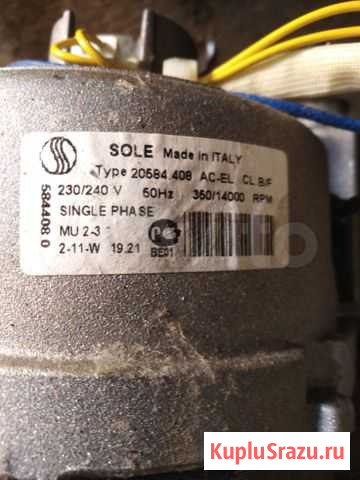 SOLE Made in ITALY
Type 20584.408 AC-EL CL B/F
230/240 V 50Hz 350/14000 RPM
SINGLE PHASE
MU 2-3
2-11-W 19.21 BE01
584408 0
KupluSrazu.ru